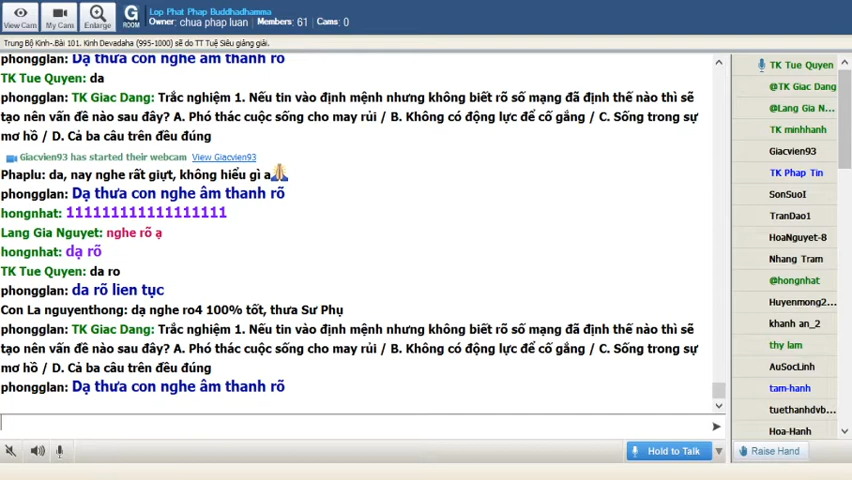 Lop Phat Phap Buddhadhamma
Owner: chua phap luan Members: 61 Cams: 0
View Cam My Cam Enlarge G ROOM
Trung Bộ Kinh-.Bài 101. Kinh Devadaha (995-1000) sẽ do TT Tuệ Siêu giảng giải.
phongglan: Dạ thưa con nghe âm thanh rõ
TK Tue Quyen: da
phongglan: TK Giac Dang: Trắc nghiệm 1. Nếu tin vào định mệnh nhưng không biết rõ số mạng đã định thế nào thì sẽ
tạo nên vấn đề nào sau đây? A. Phó thác cuộc sống cho may rủi / B. Không có động lực để cố gắng / C. Sống trong sự
mơ hồ / D. Cả ba câu trên đều đúng
Giacvien93 has started their webcam View Giacvien93
Phaplu: da, nay nghe rất giựt, không hiểu gì a
phongglan: Dạ thưa con nghe âm thanh rõ
hongnhat: 11111111111111111111
Lang Gia Nguyet: nghe rõ ạ
hongnhat: dạ rõ
TK Tue Quyen: da ro
phongglan: da rõ lien tục
Con La nguyenthong: dạ nghe ro4 100% tốt, thưa Sư Phụ
phongglan: TK Giac Dang: Trắc nghiệm 1. Nếu tin vào định mệnh nhưng không biết rõ số mạng đã định thế nào thì sẽ
tạo nên vấn đề nào sau đây? A. Phó thác cuộc sống cho may rủi / B. Không có động lực để cố gắng / C. Sống trong sự
mơ hồ / D. Cả ba câu trên đều đúng
phongglan: Dạ thưa con nghe âm thanh rõ
Hold to Talk
TK Tue Quyen
@TK Giac Dang
@Lang Gia N...
TK minhhanh
Giacvien93
TK Phap Tin
SonSuoI
TranDao1
HoaNguyet-8
Nhang Tram
@hongnhat
Huyenmong2...
khanh an_2
thy lam
AuSocLinh
tam-hanh
tuethanhdvb...
Hoa-Hanh
Raise Hand